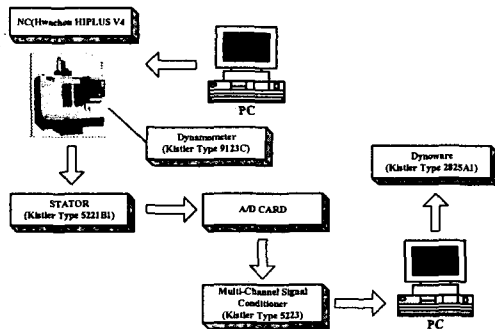 NC(Hwachon HIPLUS V4
PC
Dynamometer
(Kistler Type 9123C)
Dynoware
(Kistler Type 2825A1)
STATOR
(Kistler Type 5221B1)
A/D CARD
Multi-Channel Signal
Conditioner
(Kistler Type 5223)
PC